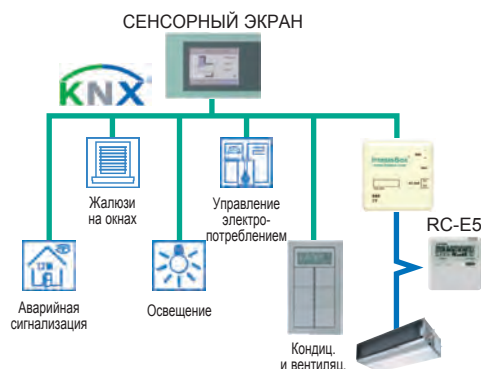 СЕНСОРНЫЙ ЭКРАН
KNX
Жалюзи
на окнах
Управление
электро-
потреблением
RC-E5
Аварийная
сигнализация
Освещение
Кондиц.
и вентиляц.